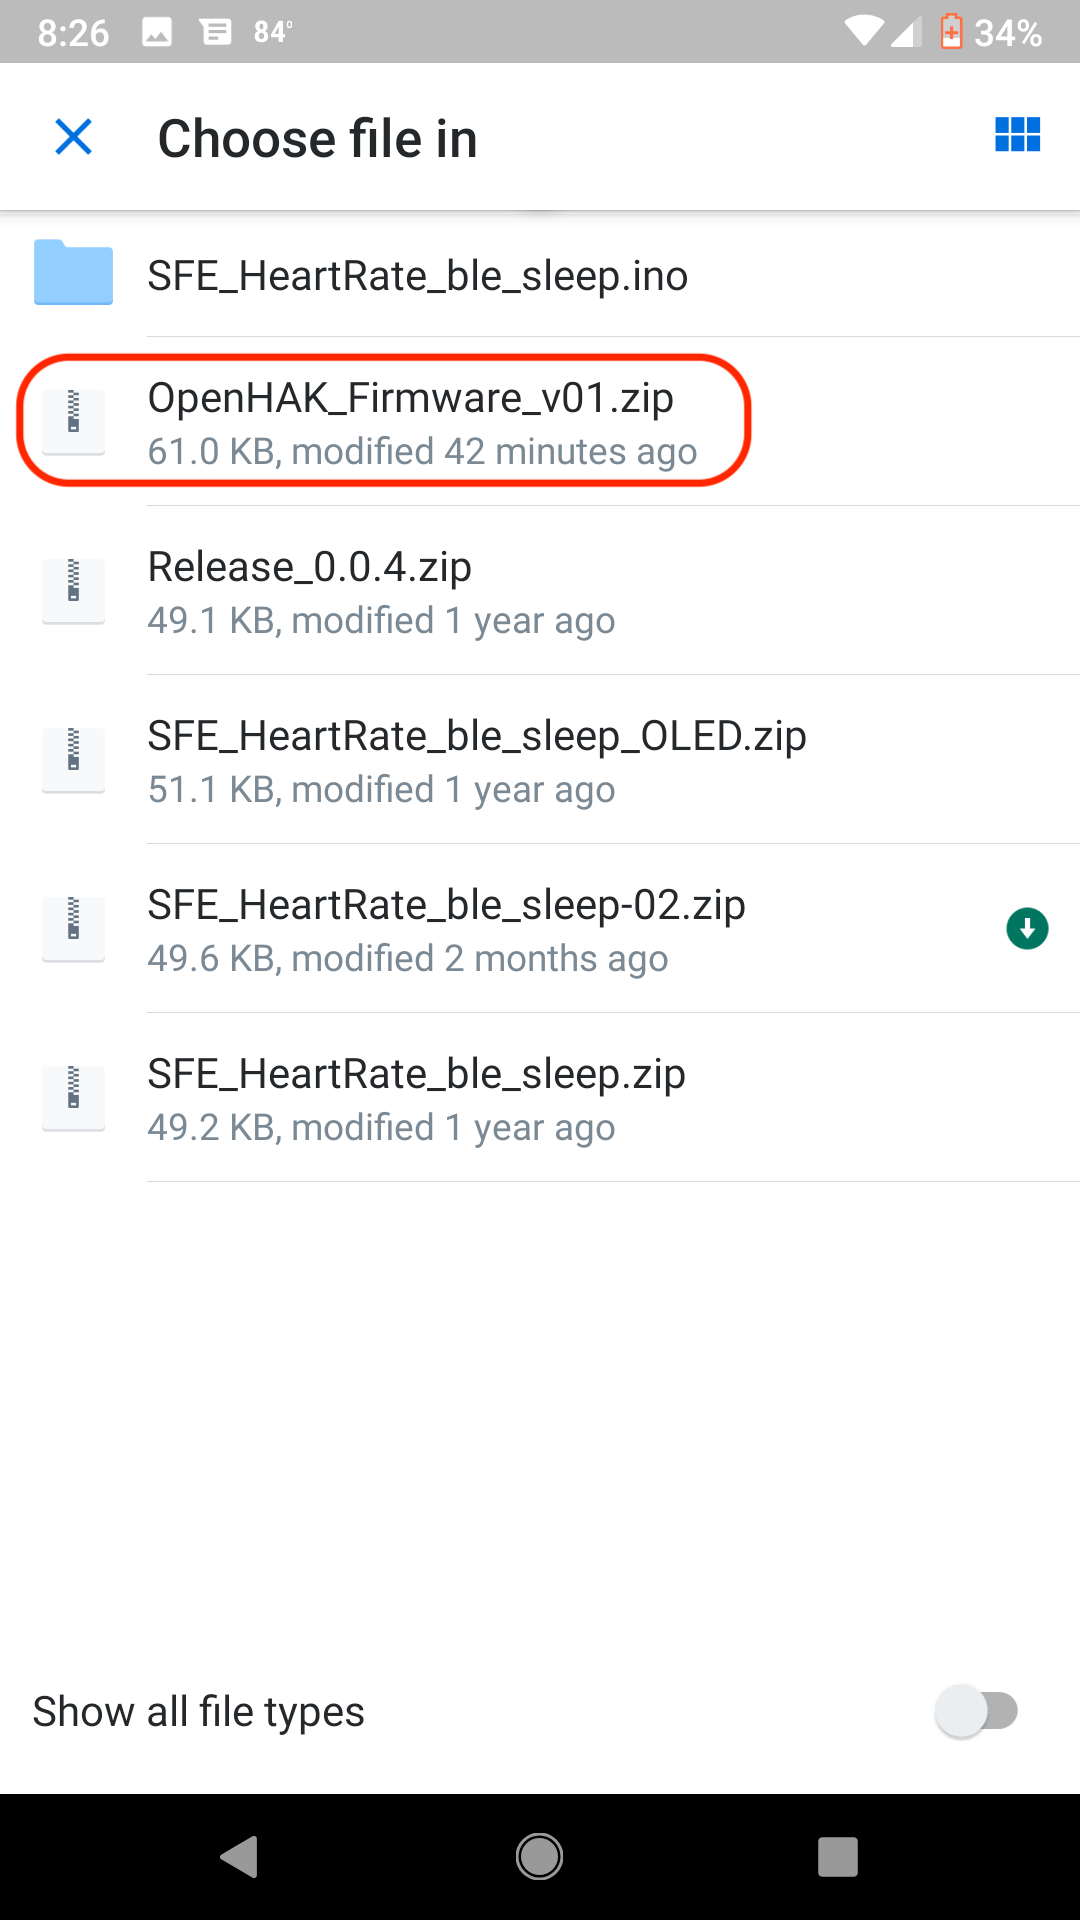 8:26 84° 34%
Choose file in
SFE_HeartRate_ble_sleep.ino
OpenHAK_Firmware_v01.zip
61.0 KB, modified 42 minutes ago
Release_0.0.4.zip
49.1 KB, modified 1 year ago
SFE_HeartRate_ble_sleep_OLED.zip
51.1 KB, modified 1 year ago
SFE_HeartRate_ble_sleep-02.zip
49.6 KB, modified 2 months ago
SFE_HeartRate_ble_sleep.zip
49.2 KB, modified 1 year ago
Show all file types